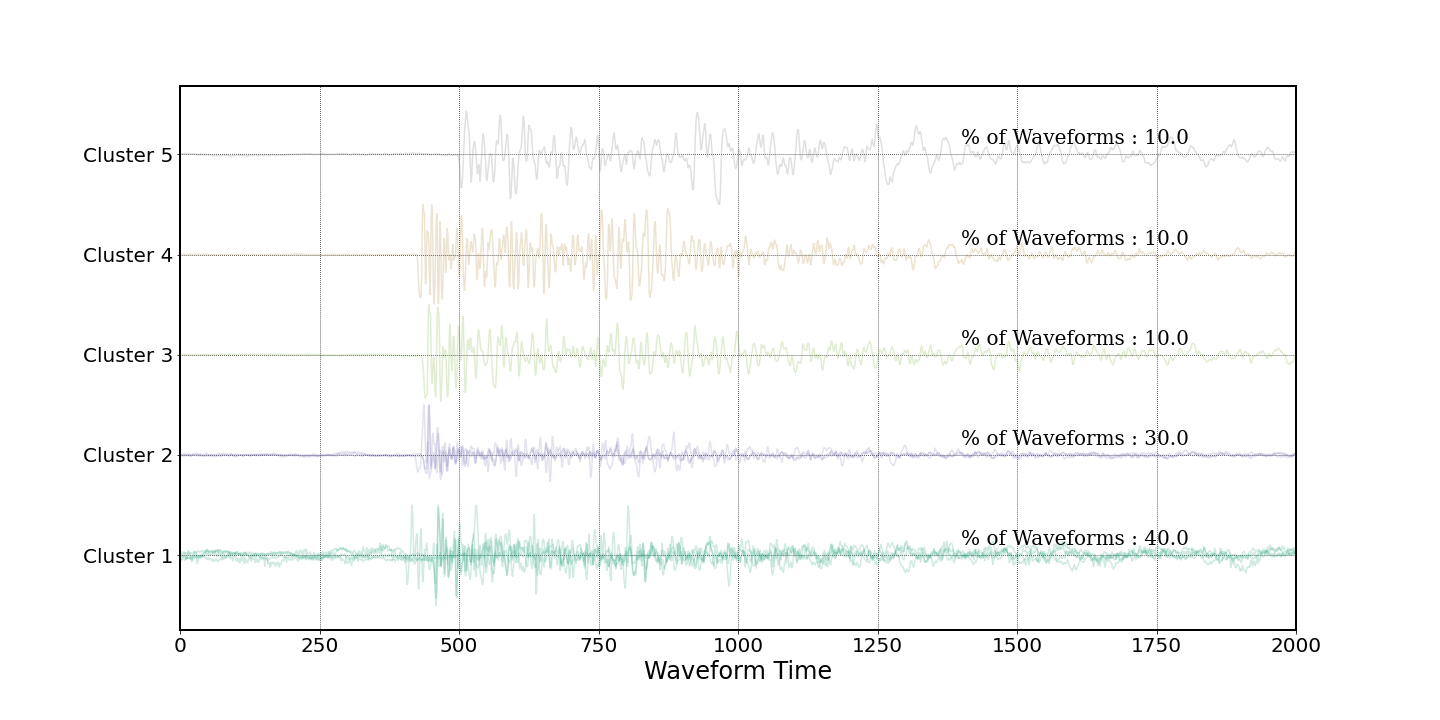 Cluster 5
% of Waveforms : 10.0
Cluster 4
% of Waveforms : 10.0
Cluster 3
% of Waveforms : 10.0
Cluster 2
% of Waveforms : 30.0
Cluster 1
% of Waveforms : 40.0
0 250 500 750 1000 1250 1500 1750 2000
Waveform Time